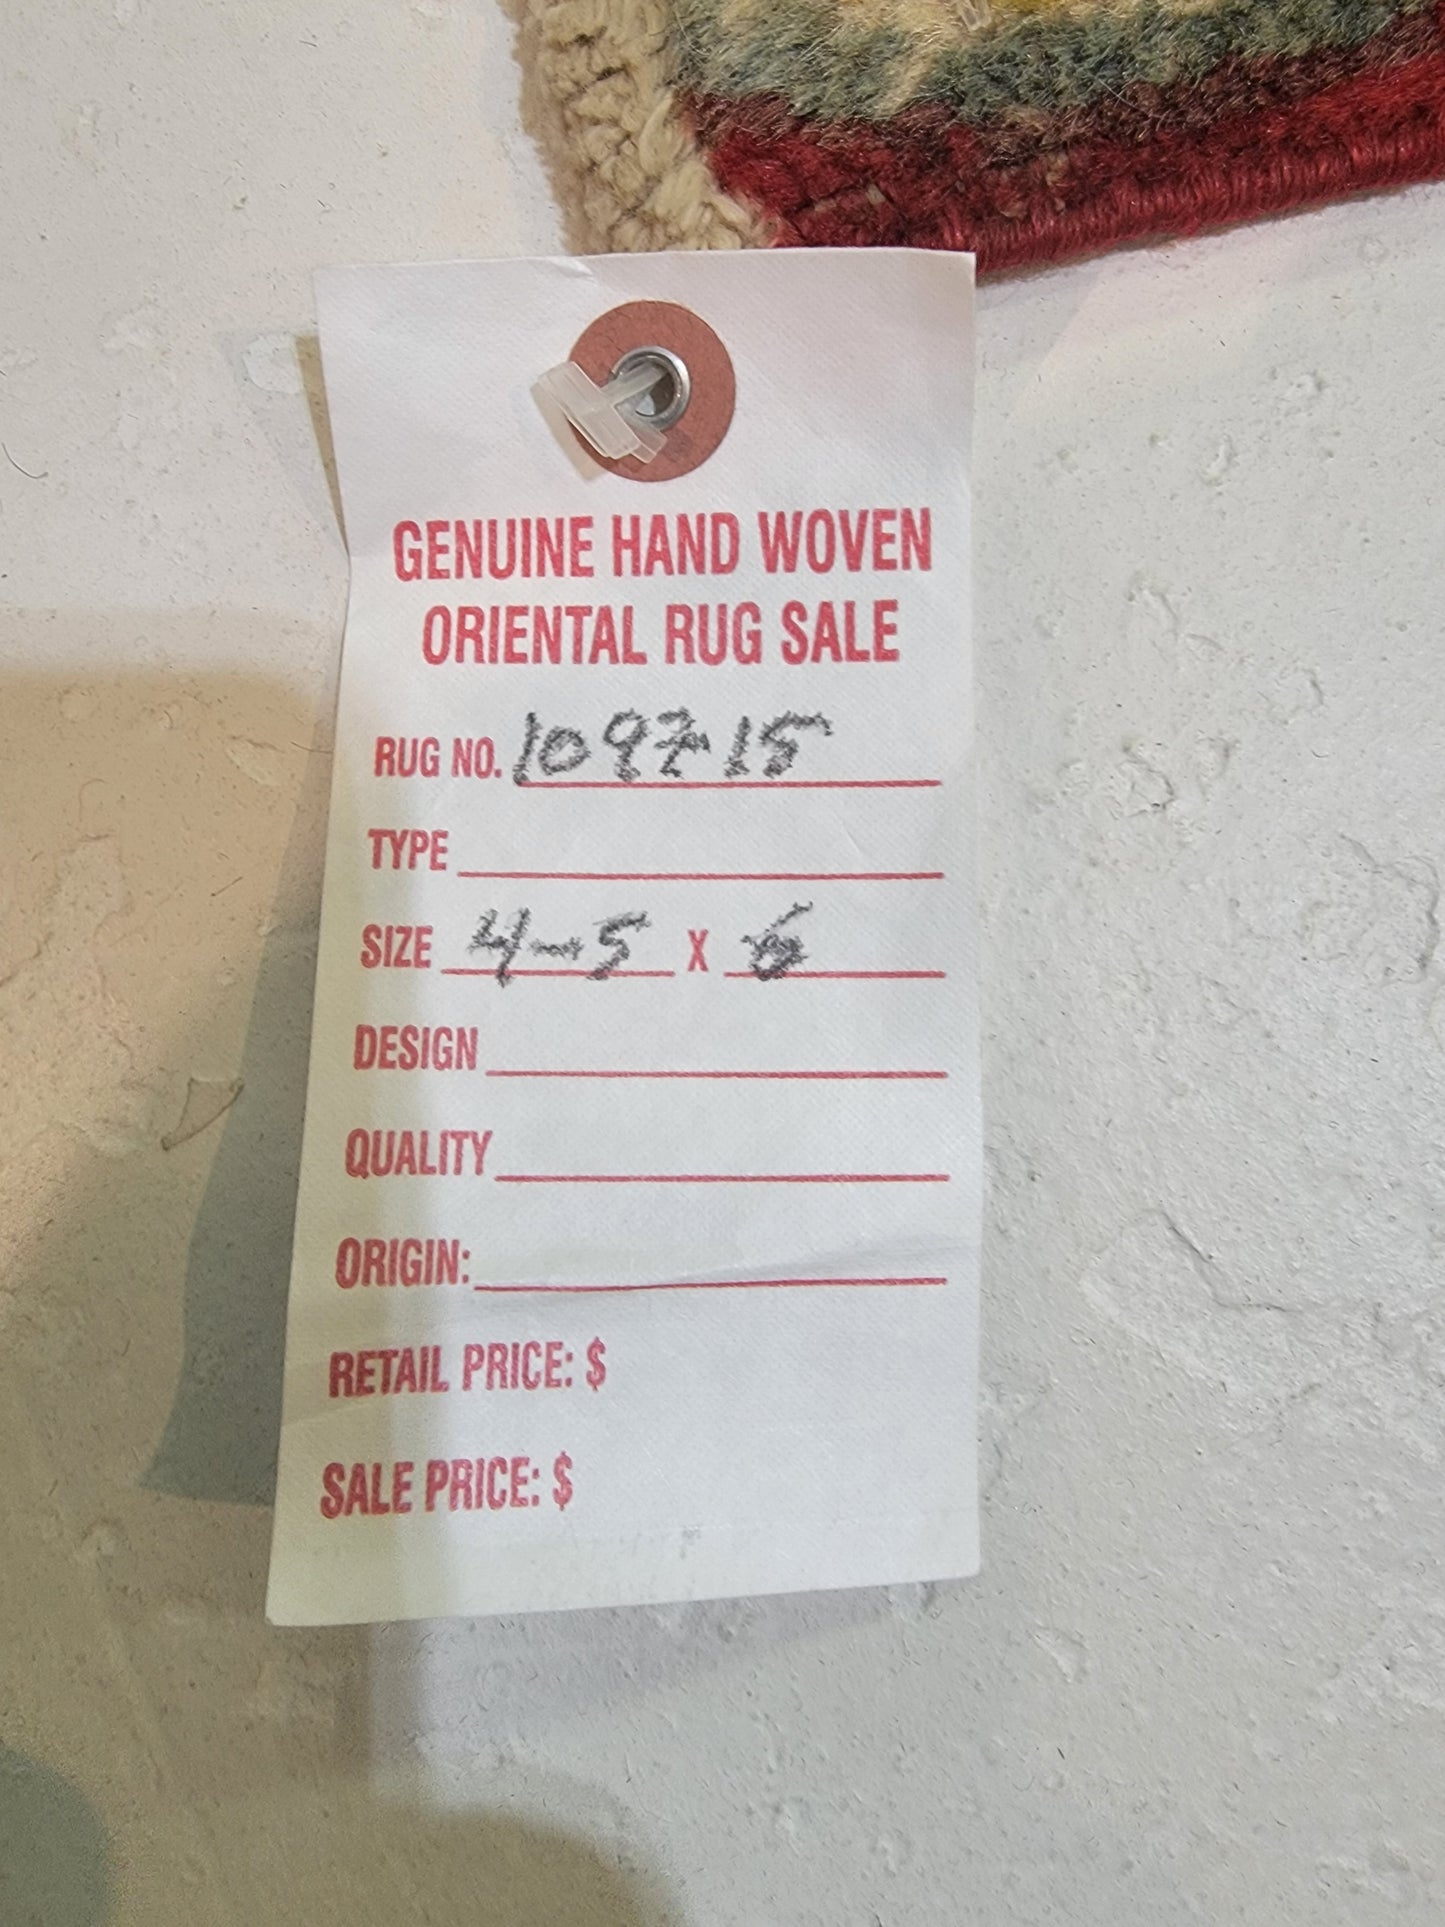 GENUINE HAND WOVEN
ORIENTAL RUG SALE
RUG NO. 109715
TYPE
SIZE 4-5 X 6
DESIGN
QUALITY
ORIGIN:
RETAIL PRICE: $
SALE PRICE: $